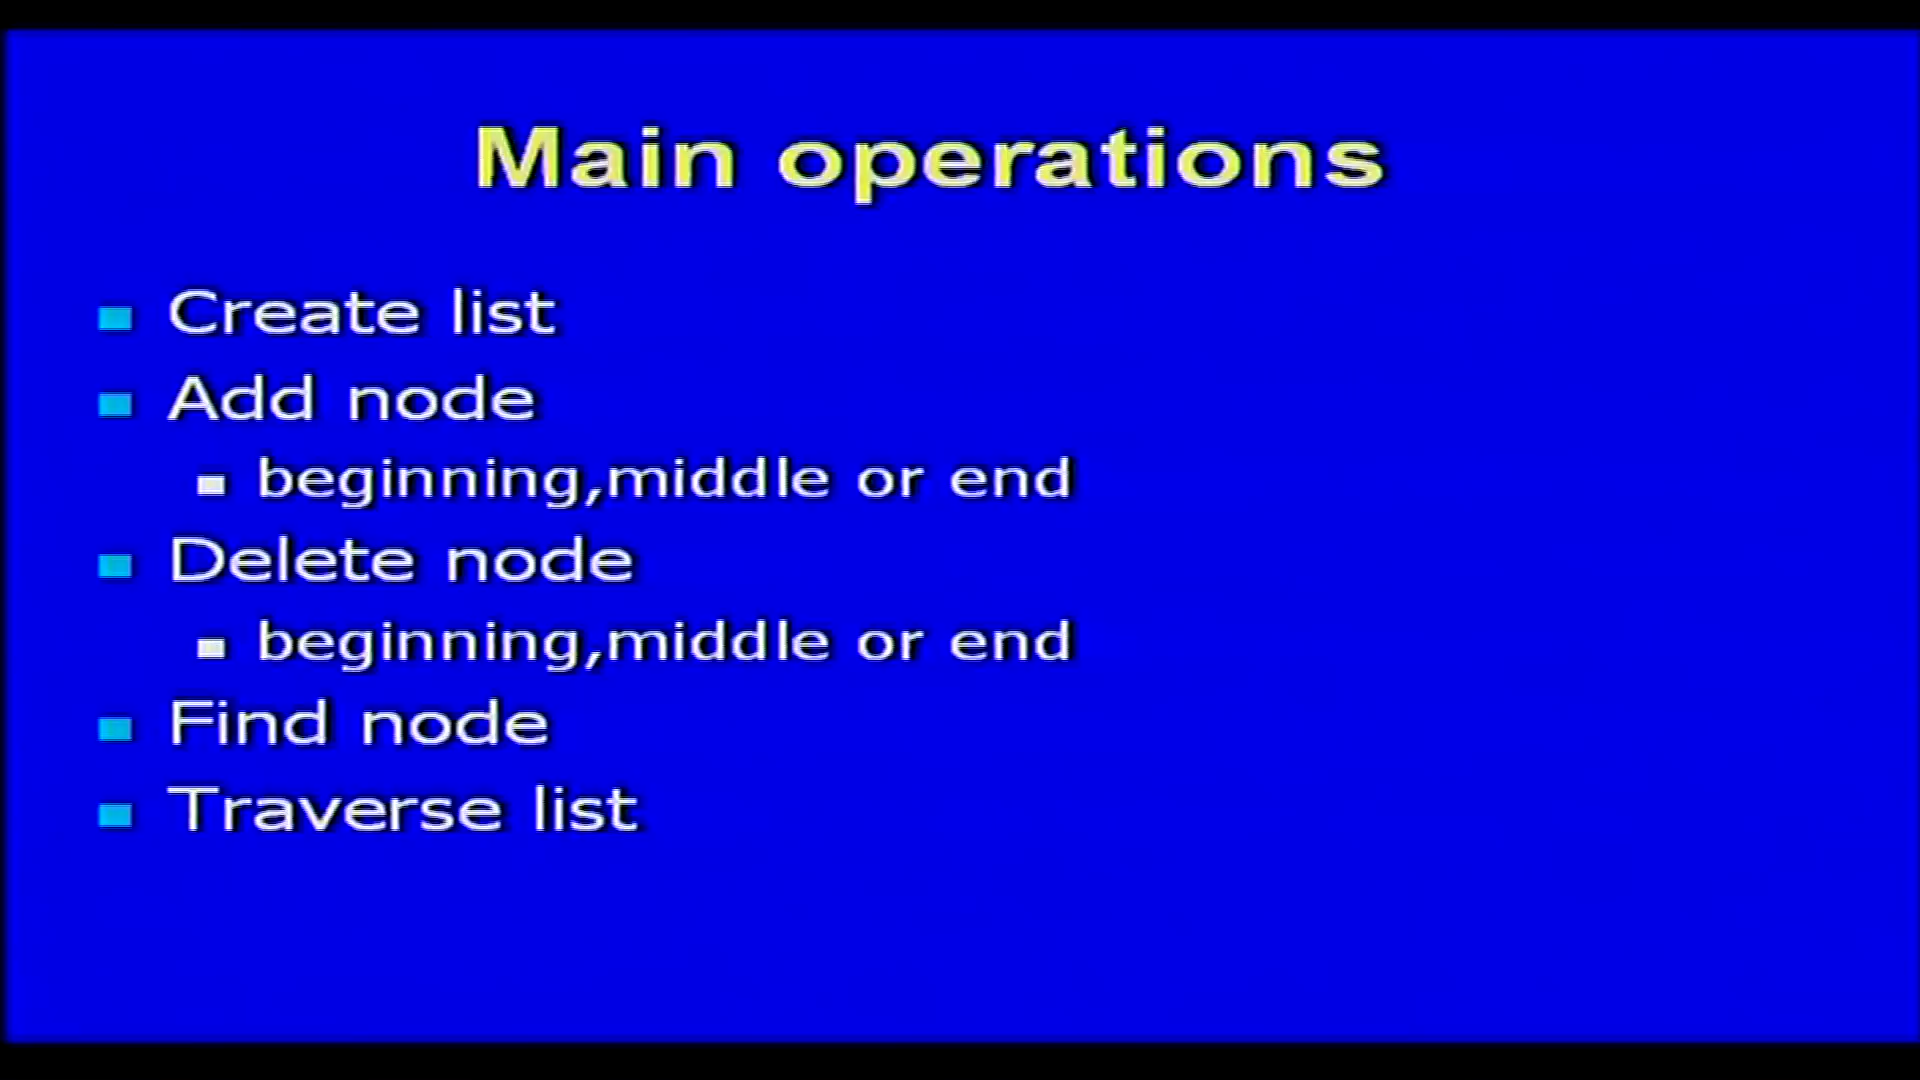 Main operations
Create list
Add node
beginning,middle or end
Delete node
beginning,middle or end
Find node
Traverse list